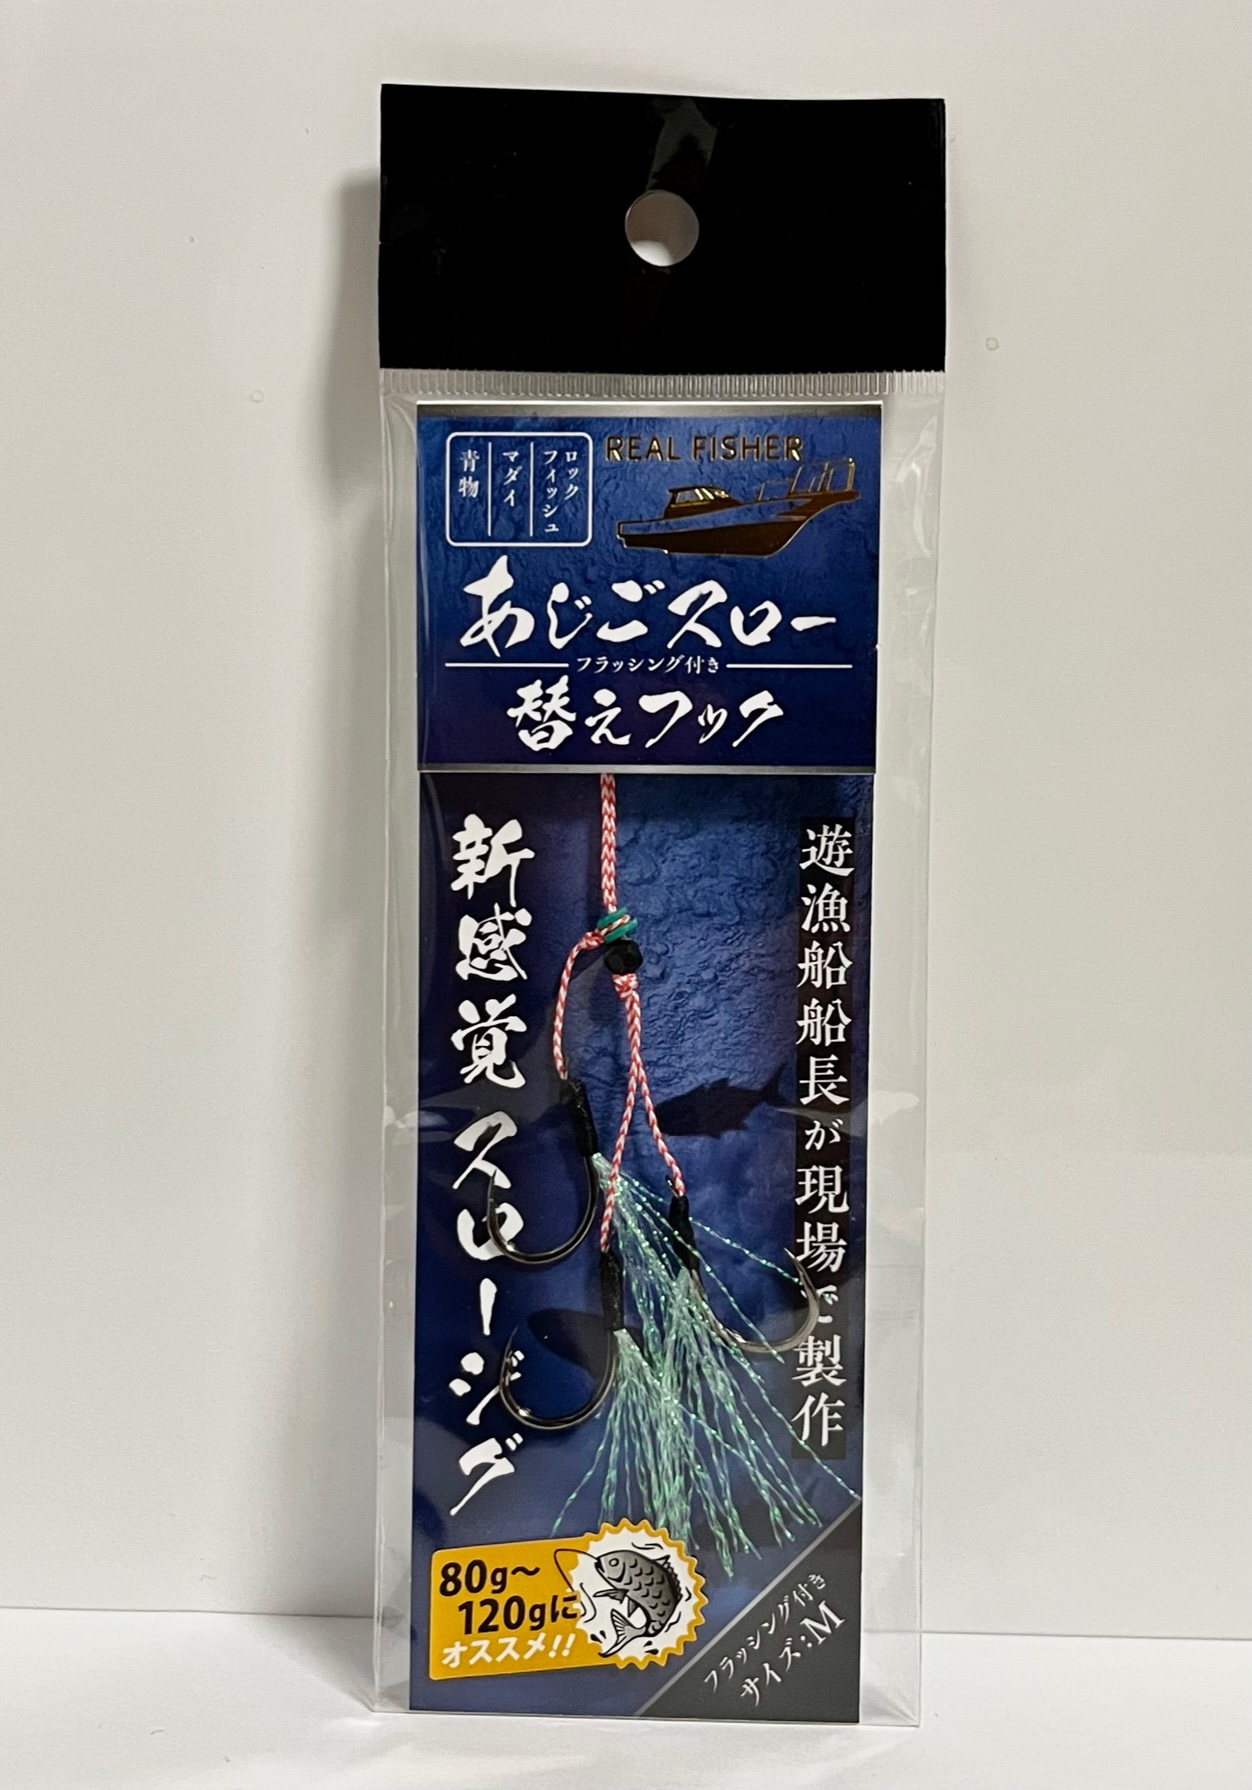 REAL FISHER
ロック
フィッシュ
マダイ
青物
あじごスロー
フラッシング付き
替えフック
遊漁船船長が現場で製作
新感覚スロージング
80g～
120gに
オススメ!!
フラッシング付き
サイズ:M